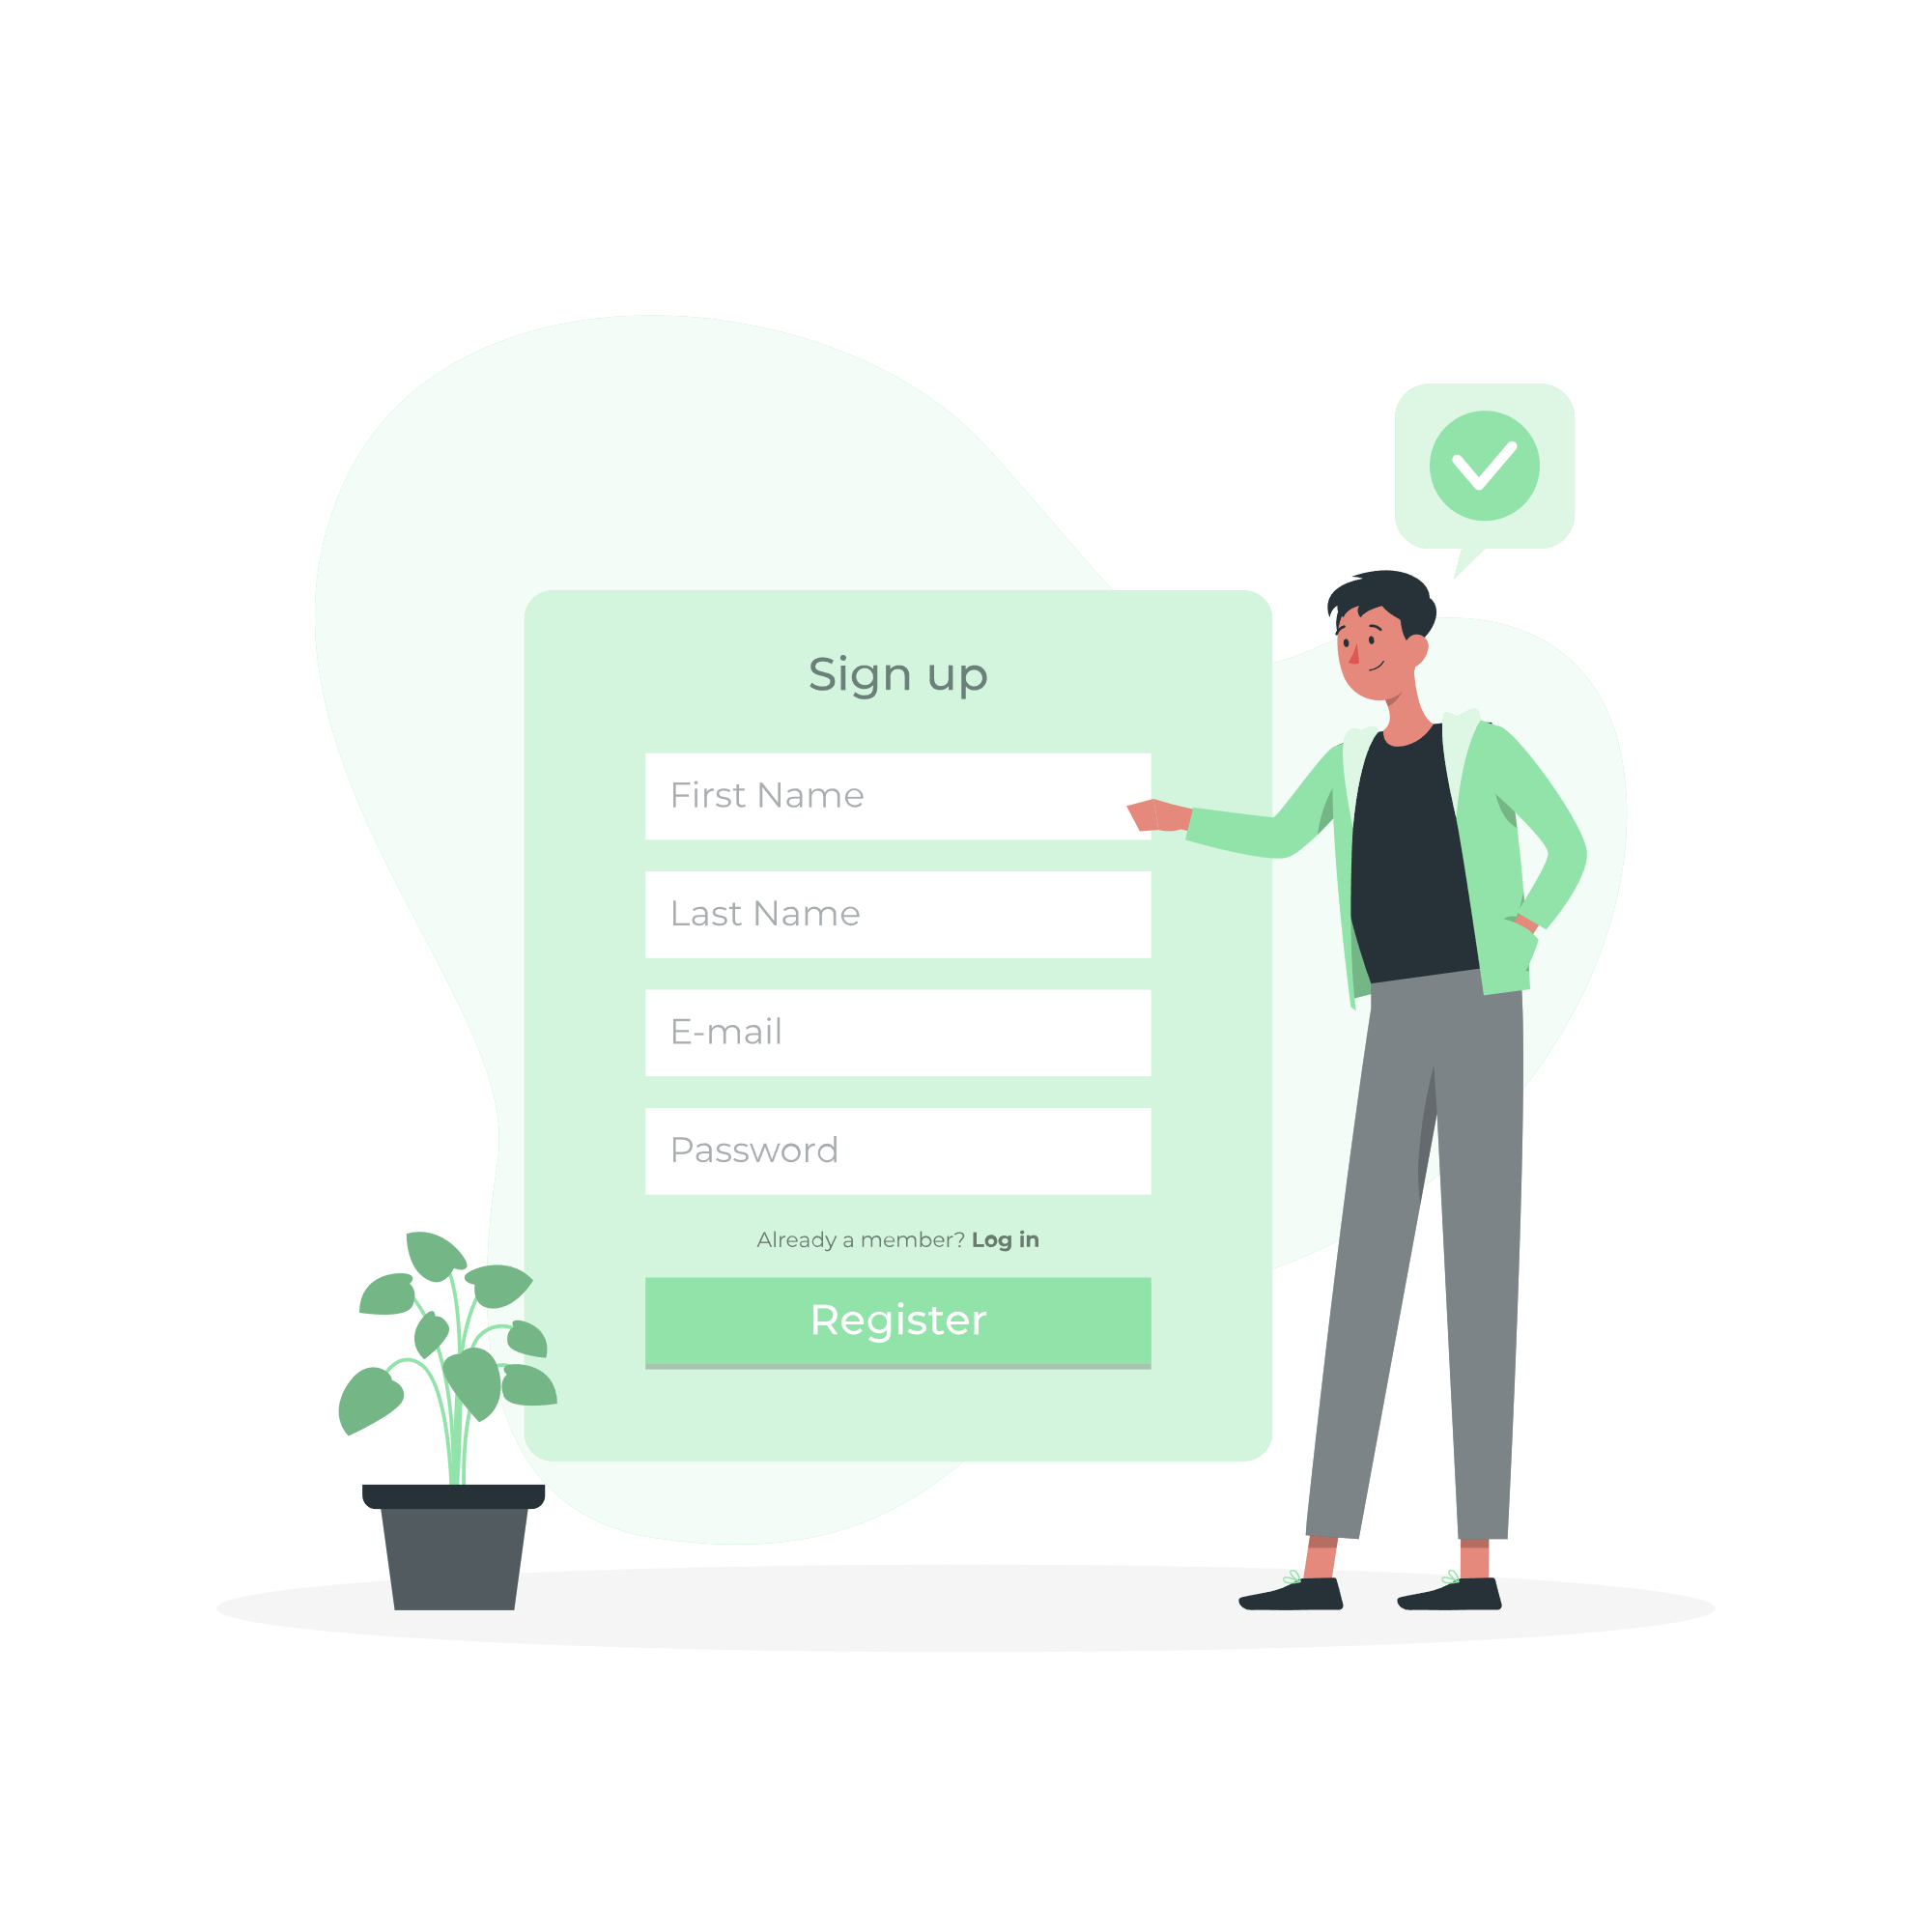 Sign up
First Name
Last Name
E-mail
Password
Already a member? Log in
Register